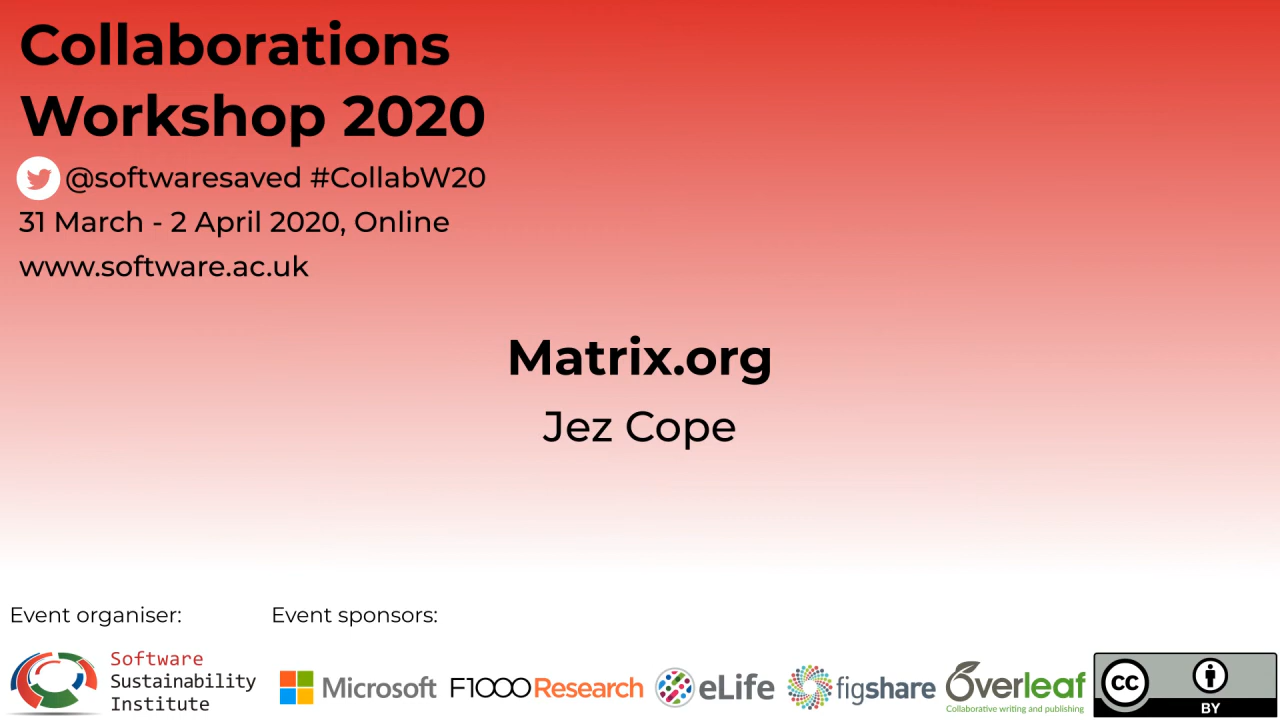 Collaborations
Workshop 2020
@softwaresaved #CollabW20
31 March - 2 April 2020, Online
www.software.ac.uk
Matrix.org
Jez Cope
Event organiser:
Event sponsors:
Software
Sustainability
Institute
Microsoft
F1000Research
eLife
figshare
Overleaf
Collaborative writing and publishing
cc
BY